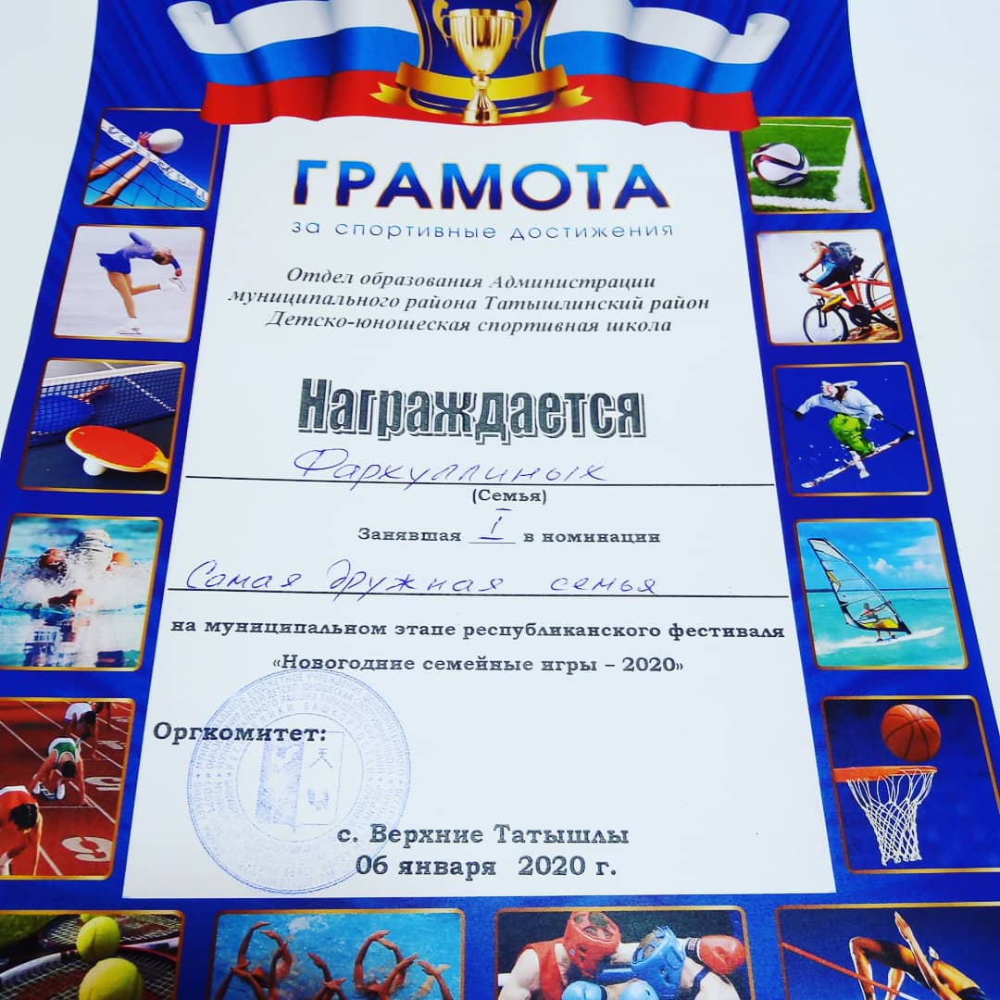 ГРАМОТА
за спортивные достижения
Отдел образования Администрации
муниципального района Татышлинский район
Детско-юношеская спортивная школа
Награждается
Фархуллиных
(Семья)
Занявшая I в номинации
Самая дружная семья
на муниципальном этапе республиканского фестиваля
«Новогодние семейные игры – 2020»
Оргкомитет:
с. Верхние Татышлы
06 января 2020 г.